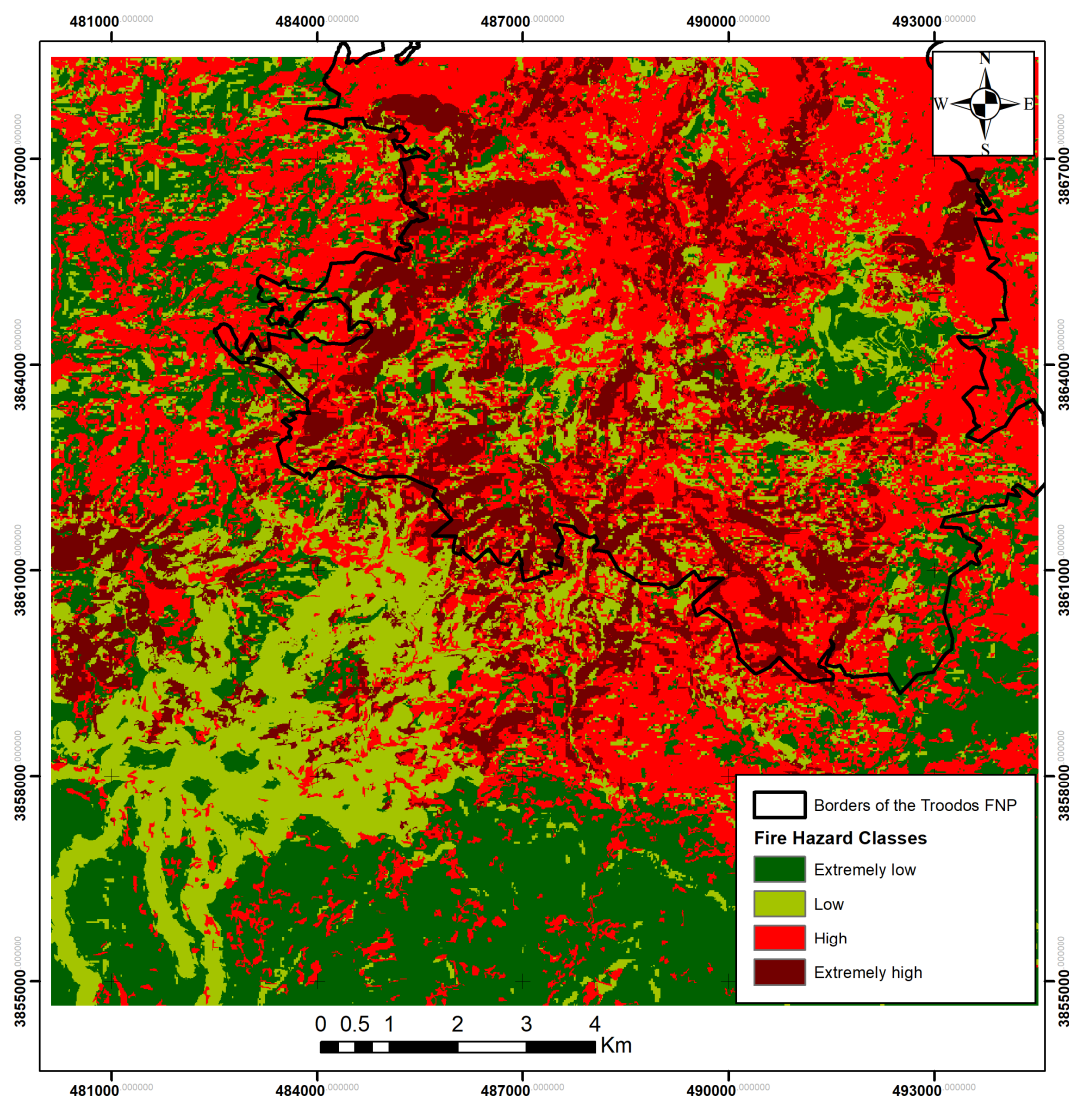 481000.000000 484000.000000 487000.000000 490000.000000 493000.000000
N
W E
S
3867000.000000 3867000.000000
3864000.000000 3864000.000000
3861000.000000 3861000.000000
3858000.000000 3858000.000000
3855000.000000 3855000.000000
Borders of the Troodos FNP
Fire Hazard Classes
Extremely low
Low
High
Extremely high
0 0.5 1 2 3 4
Km
481000.000000 484000.000000 487000.000000 490000.000000 493000.000000